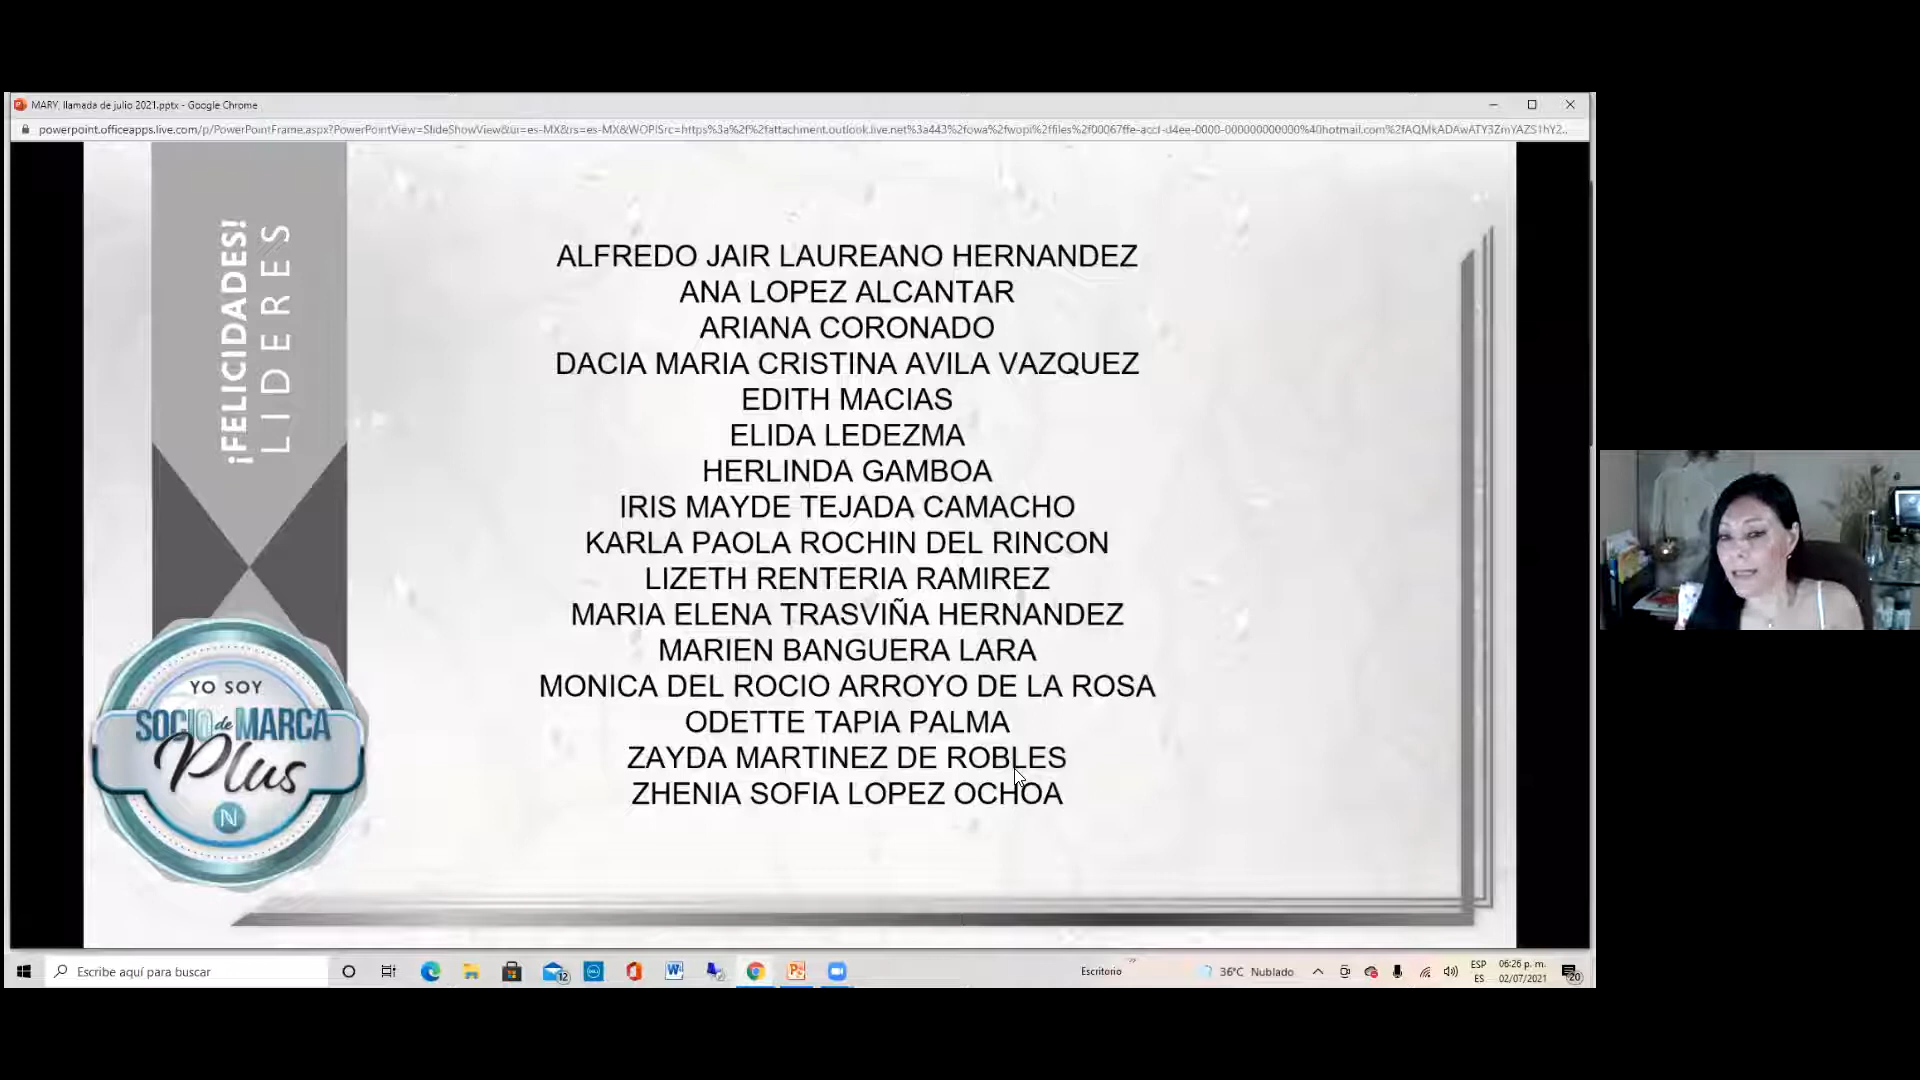 MARY, llamada de julio 2021.pptx - Google Chrome
¡FELICIDADES!
LIDERES
ALFREDO JAIR LAUREANO HERNANDEZ
ANA LOPEZ ALCANTAR
ARIANA CORONADO
DACIA MARIA CRISTINA AVILA VAZQUEZ
EDITH MACIAS
ELIDA LEDEZMA
HERLINDA GAMBOA
IRIS MAYDE TEJADA CAMACHO
KARLA PAOLA ROCHIN DEL RINCON
LIZETH RENTERIA RAMIREZ
MARIA ELENA TRASVIÑA HERNANDEZ
MARIEN BANGUERA LARA
MONICA DEL ROCIO ARROYO DE LA ROSA
ODETTE TAPIA PALMA
ZAYDA MARTINEZ DE ROBLES
ZHENIA SOFIA LOPEZ OCHOA
YO SOY
SOCIO de MARCA
Plus
N
Escribe aquí para buscar
12
Escritorio
36°C Nublado
ESP
ES
06:26 p. m.
02/07/2021
20